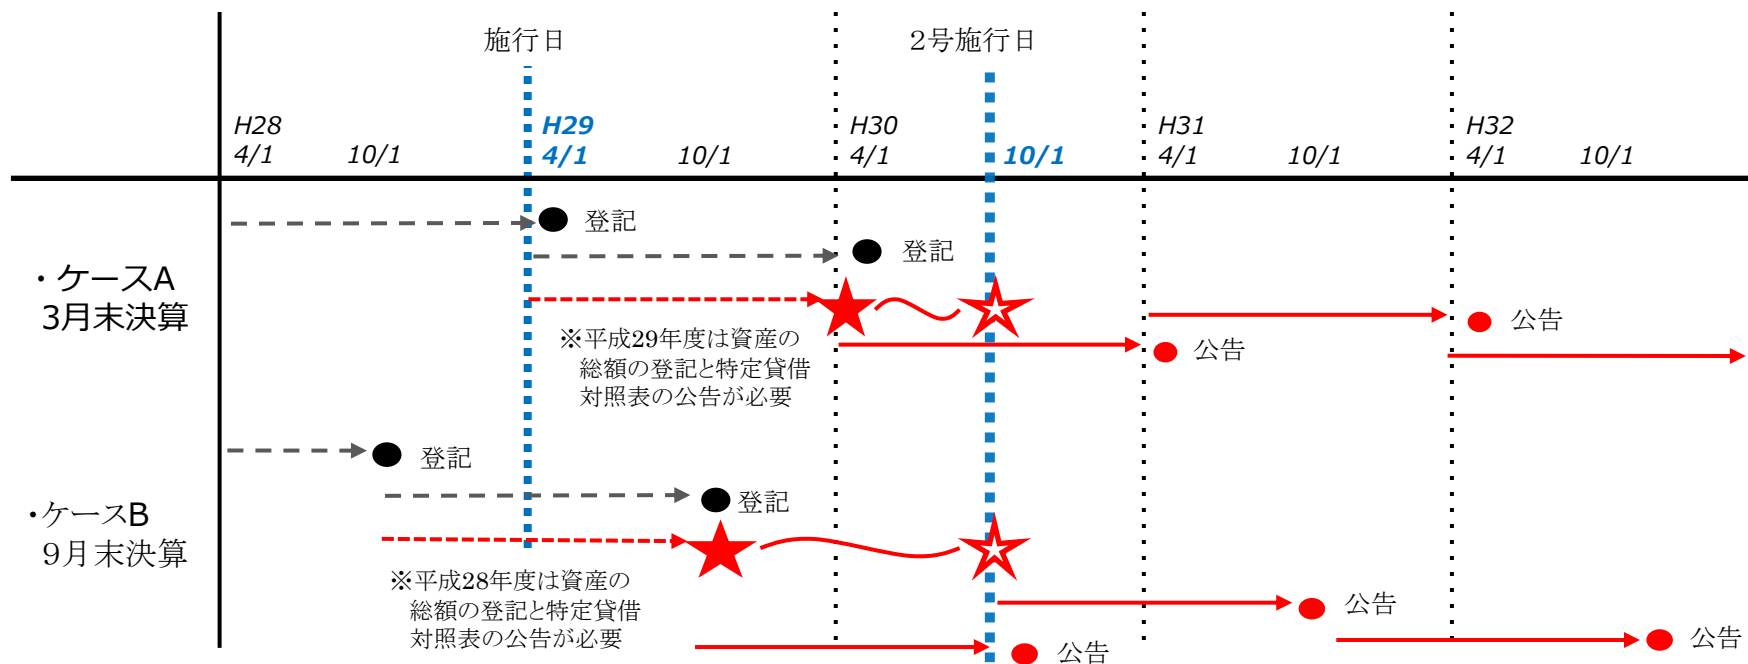 施行日
2号施行日
H28
4/1
10/1
H29
4/1
10/1
H30
4/1
10/1
H31
4/1
10/1
H32
4/1
10/1
・ケースA
3月末決算
登記
登記
※平成29年度は資産の
総額の登記と特定貸借
対照表の公告が必要
公告
公告
・ケースB
9月末決算
登記
登記
※平成28年度は資産の
総額の登記と特定貸借
対照表の公告が必要
公告
公告
公告